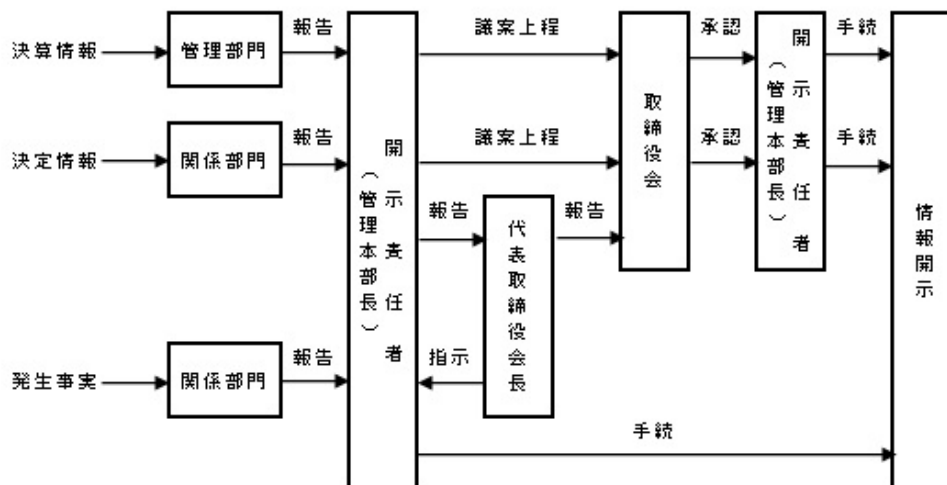 決算情報
管理部門
報告
議案上程
承認
手続
決定情報
関係部門
報告
開示責任者
（管理本部長）
議案上程
取締役会
承認
開示責任者
（管理本部長）
手続
報告
代表取締役会長
報告
情報開示
発生事実
関係部門
報告
指示
手続